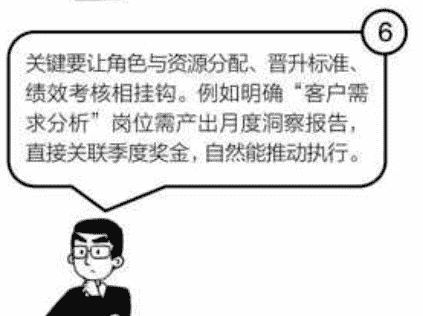 6
关键要让角色与资源分配、晋升标准、
绩效考核相挂钩。例如明确“客户需
求分析”岗位需产出月度洞察报告，
直接关联季度奖金，自然能推动执行。